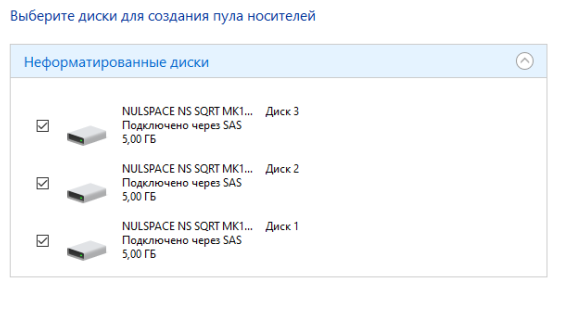 Выберите диски для создания пула носителей
Неформатированные диски
NULSPACE NS SQRT MK1... Диск 3
Подключено через SAS
5,00 ГБ
NULSPACE NS SQRT MK1... Диск 2
Подключено через SAS
5,00 ГБ
NULSPACE NS SQRT MK1... Диск 1
Подключено через SAS
5,00 ГБ